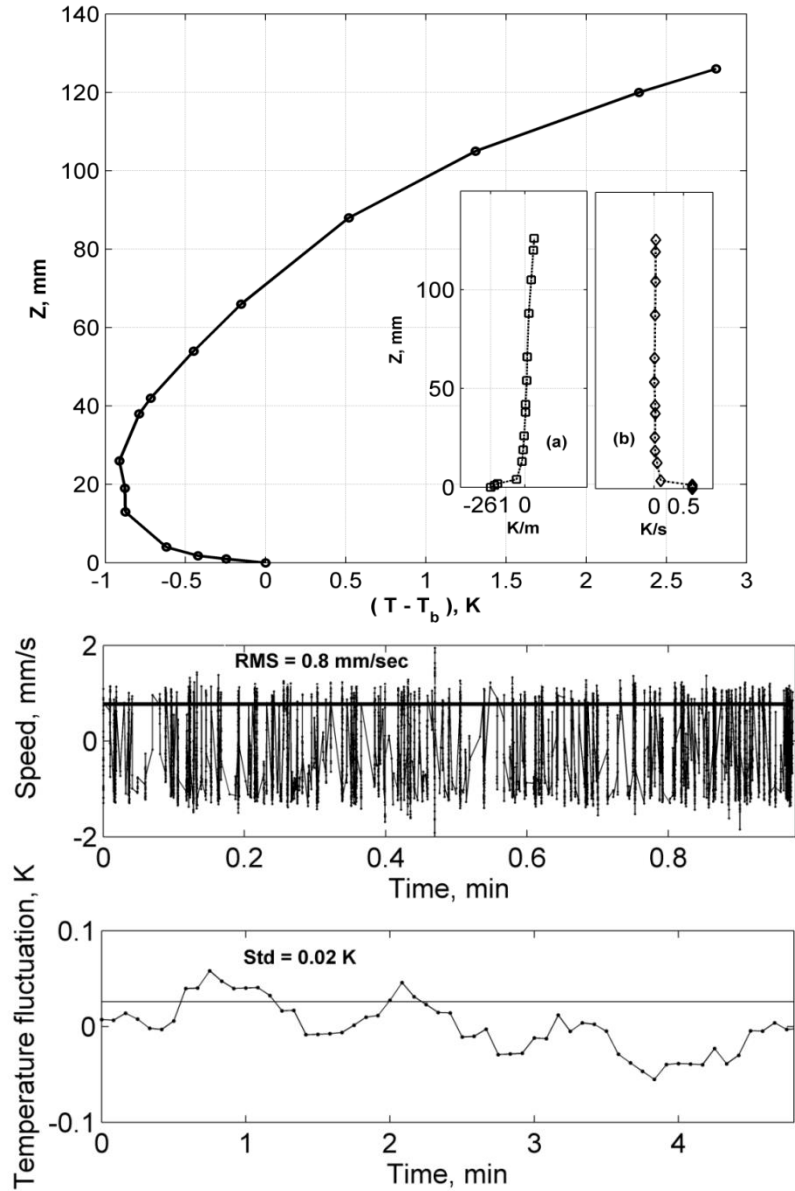 140
120
100
80
60
40
20
0
Z, mm
-1 -0.5 0 0.5 1 1.5 2 2.5 3
( T - Tb ), K
100
50
0
Z, mm
(a)
-261 0
K/m
(b)
0 0.5
K/s
2
0
-2
Speed, mm/s
RMS = 0.8 mm/sec
0 0.2 0.4 0.6 0.8
Time, min
0.1
0
-0.1
Temperature fluctuation, K
Std = 0.02 K
0 1 2 3 4
Time, min